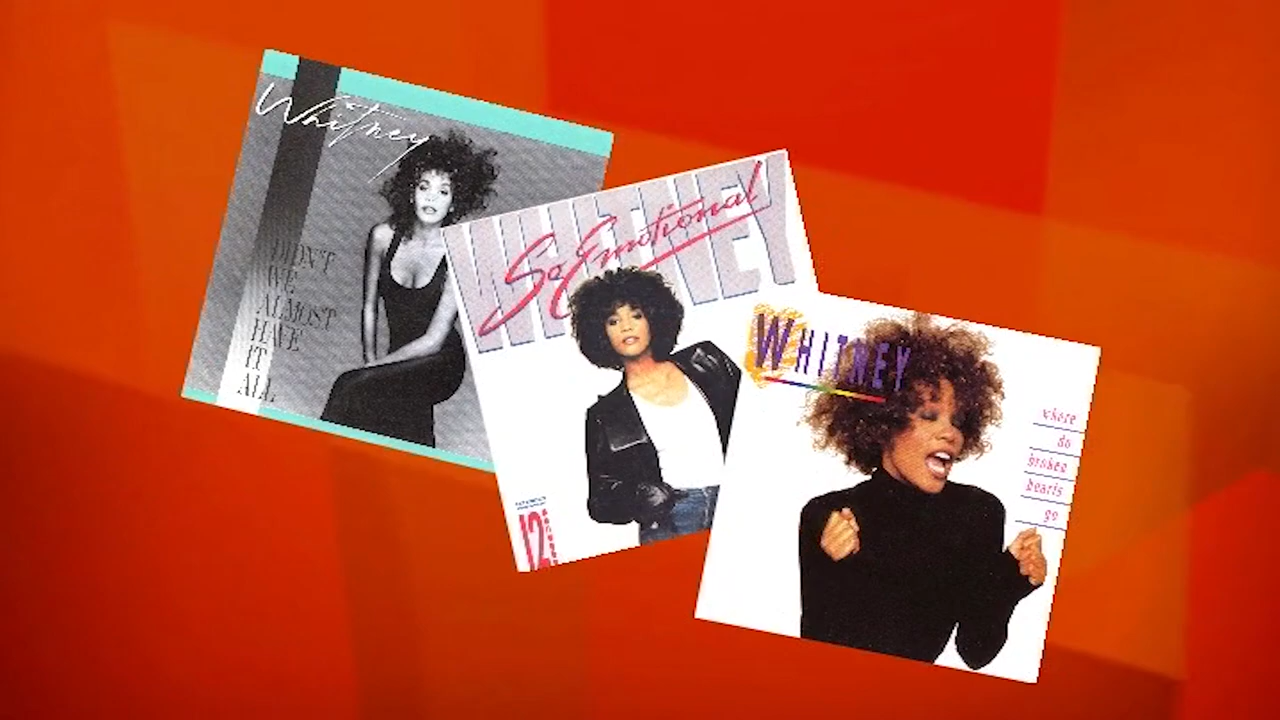 Whitney
DIDN'T
WE
ALMOST
HAVE
IT
ALL
WHITNEY
So Emotional
12
WHITNEY
where
do
broken
hearts
go